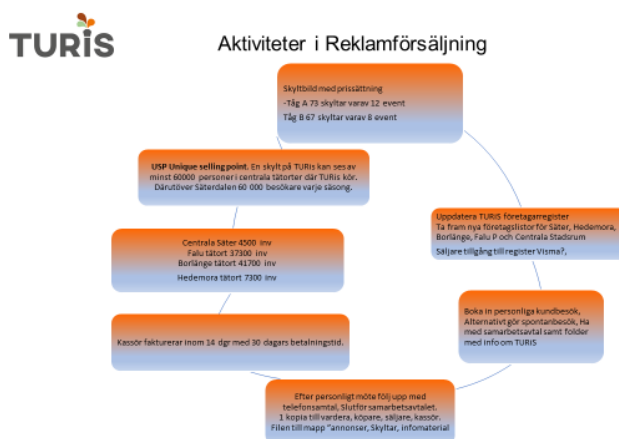 TURiS
Aktiviteter i Reklamförsäljning
Skyltbild med prissättning
-Tåg A 73 skyltar varav 12 event
Tåg B 67 skyltar varav 8 event
Uppdatera TURiS företagarregister
Ta fram nya företagslistor för Säter, Hedemora,
Borlänge, Falu P och Centrala Stadsrum
Säljare tillgång till register Visma?,
Boka in personliga kundbesök,
Alternativt gör spontanbesök, Ha
med samarbetsavtal samt folder
med info om TURiS
Efter personligt möte följ upp med
telefonsamtal, Slutför samarbetsavtalet.
1 kopia till vardera, köpare, säljare, kassör.
Filen till mapp "annonser, Skyltar, infomaterial
Kassör fakturerar inom 14 dgr med 30 dagars betalningstid.
Centrala Säter 4500 inv
Falu tätort 37300 inv
Borlänge tätort 41700 inv
Hedemora tätort 7300 inv
USP Unique selling point. En skylt på TURis kan ses av
minst 60000 personer i centrala tätorter där TURis kör.
Därutöver Säterdalen 60 000 besökare varje säsong.